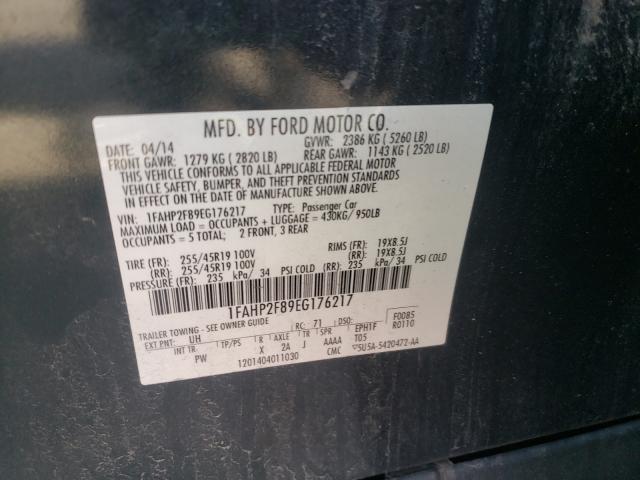 MFD. BY FORD MOTOR CO.
DATE: 04/14 GVWR: 2386 KG ( 5260 LB)
FRONT GAWR: 1279 KG ( 2820 LB) REAR GAWR: 1143 KG ( 2520 LB)
THIS VEHICLE CONFORMS TO ALL APPLICABLE FEDERAL MOTOR
VEHICLE SAFETY, BUMPER, AND THEFT PREVENTION STANDARDS
IN EFFECT ON THE DATE OF MANUFACTURE SHOWN ABOVE.
VIN: 1FAHP2F89EG176217 TYPE: Passenger Car
MAXIMUM LOAD = OCCUPANTS + LUGGAGE = 430KG/ 950LB
OCCUPANTS = 5 TOTAL; 2 FRONT, 3 REAR
TIRE (FR): 255/45R19 100V RIMS (FR): 19X8.5J
(RR): 255/45R19 100V (RR): 19X8.5J
PRESSURE (FR): 235 kPa/ 34 PSI COLD (RR): 235 kPa/ 34 PSI COLD
1FAHP2F89EG176217
TRAILER TOWING - SEE OWNER GUIDE RC: 71 DSO: F0085
EXT PNT: UH R AXLE TR SPR EPH1F R0110
INT TR: TP/PS X 2A J AAAA T05
PW 1201404011030 CMC